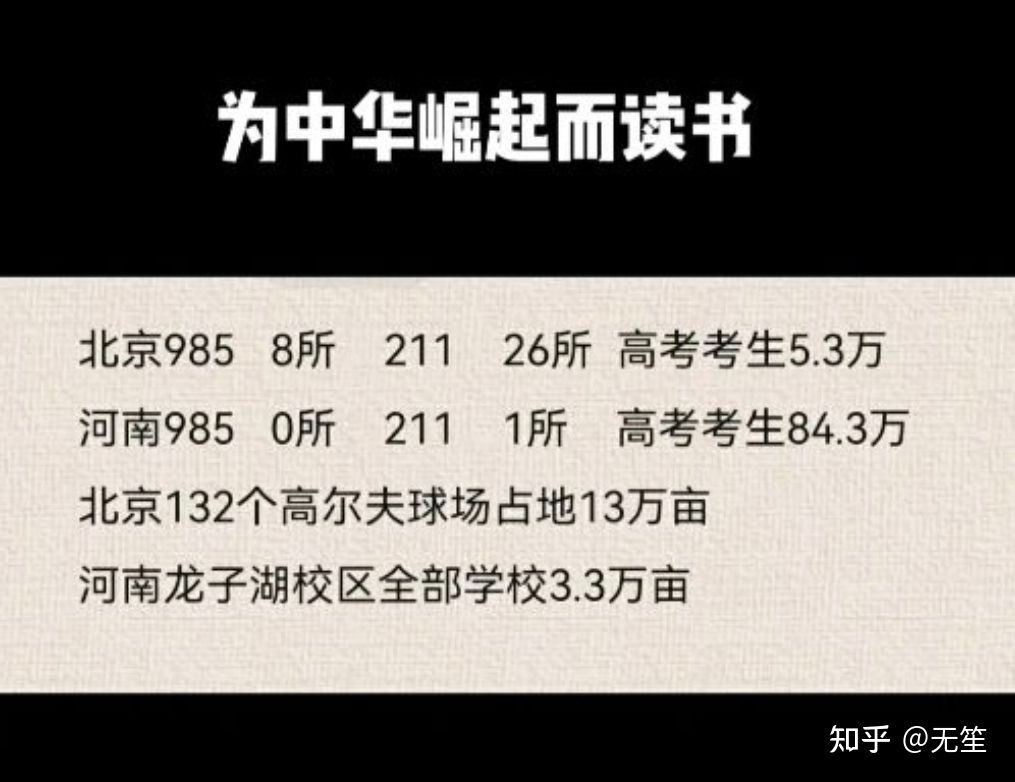 为中华崛起而读书
北京985 8所 211 26所 高考考生5.3万
河南985 0所 211 1所 高考考生84.3万
北京132个高尔夫球场占地13万亩
河南龙子湖校区全部学校3.3万亩
知乎 @无笙